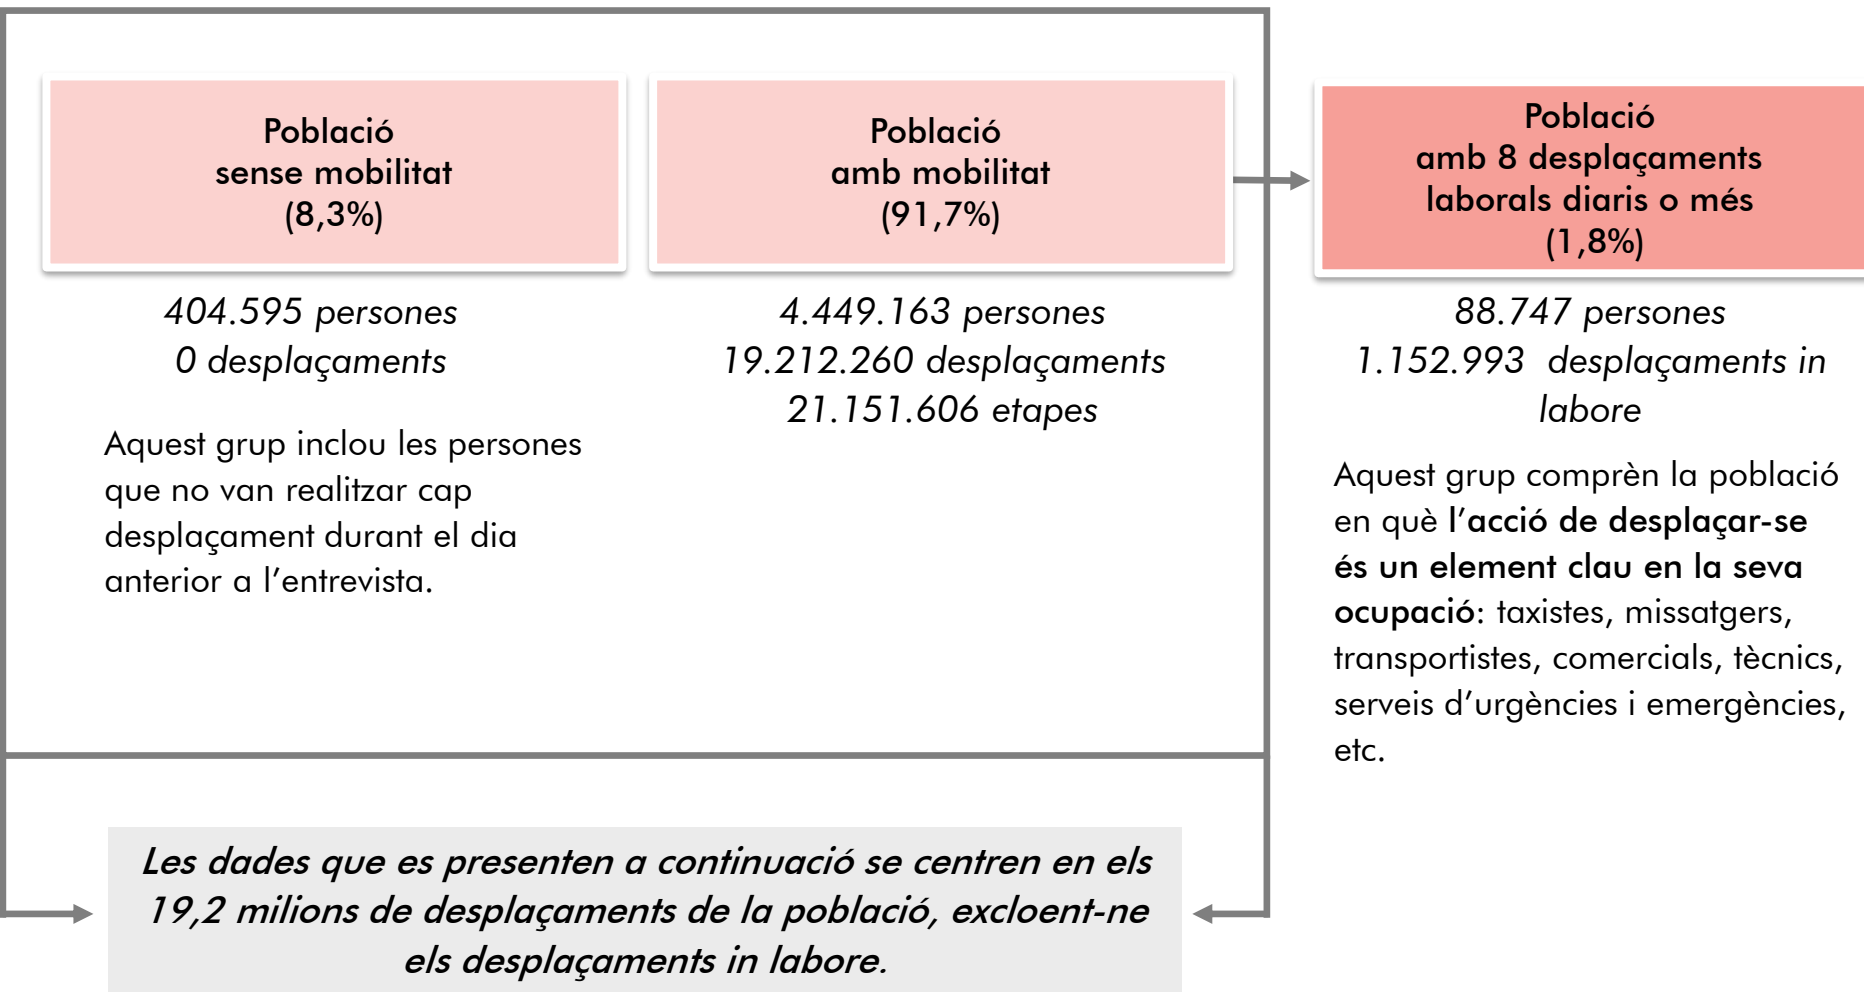 Població
sense mobilitat
(8,3%)
404.595 persones
0 desplaçaments
Aquest grup inclou les persones
que no van realitzar cap
desplaçament durant el dia
anterior a l’entrevista.
Població
amb mobilitat
(91,7%)
4.449.163 persones
19.212.260 desplaçaments
21.151.606 etapes
Població
amb 8 desplaçaments
laborals diaris o més
(1,8%)
88.747 persones
1.152.993 desplaçaments in
labore
Aquest grup comprèn la població
en què l’acció de desplaçar-se
és un element clau en la seva
ocupació: taxistes, missatgers,
transportistes, comercials, tècnics,
serveis d’urgències i emergències,
etc.
Les dades que es presenten a continuació se centren en els
19,2 milions de desplaçaments de la població, excloent-ne
els desplaçaments in labore.